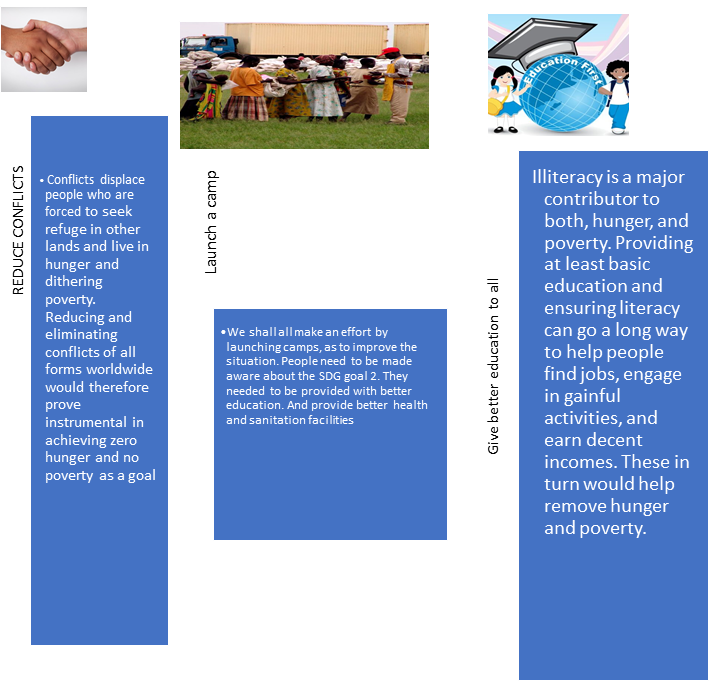 REDUCE CONFLICTS
• Conflicts displace
people who are
forced to seek
refuge in other
lands and live in
hunger and
dithering
poverty.
Reducing and
eliminating
conflicts of all
forms worldwide
would therefore
prove
instrumental in
achieving zero
hunger and no
poverty as a goal
Launch a camp
•We shall all make an effort by
launching camps, as to improve the
situation. People need to be made
aware about the SDG goal 2. They
needed to be provided with better
education. And provide better health
and sanitation facilities
Education First
Give better education to all
Illiteracy is a major
contributor to
both, hunger, and
poverty. Providing
at least basic
education and
ensuring literacy
can go a long way
to help people
find jobs, engage
in gainful
activities, and
earn decent
incomes. These in
turn would help
remove hunger
and poverty.